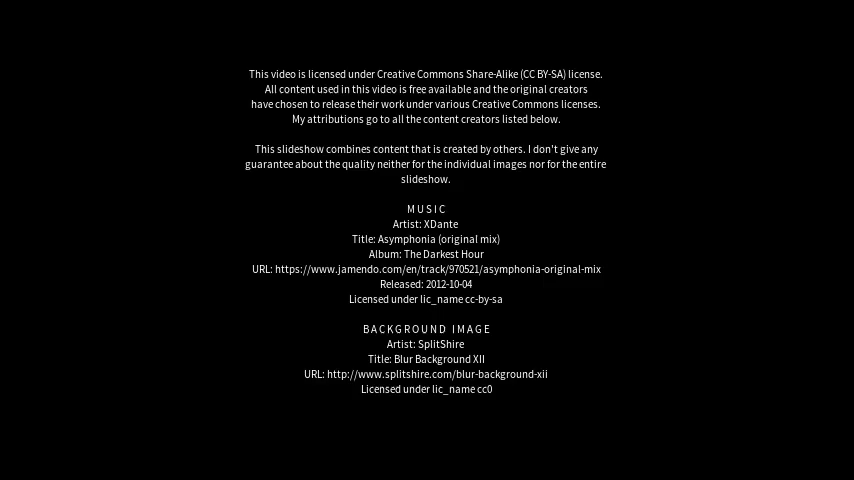 This video is licensed under Creative Commons Share-Alike (CC BY-SA) license.
All content used in this video is free available and the original creators
have chosen to release their work under various Creative Commons licenses.
My attributions go to all the content creators listed below.
This slideshow combines content that is created by others. I don't give any
guarantee about the quality neither for the individual images nor for the entire
slideshow.
MUSIC
Artist: XDante
Title: Asymphonia (original mix)
Album: The Darkest Hour
URL: https://www.jamendo.com/en/track/970521/asymphonia-original-mix
Released: 2012-10-04
Licensed under lic_name cc-by-sa
BACKGROUND IMAGE
Artist: SplitShire
Title: Blur Background XII
URL: http://www.splitshire.com/blur-background-xii
Licensed under lic_name cc0